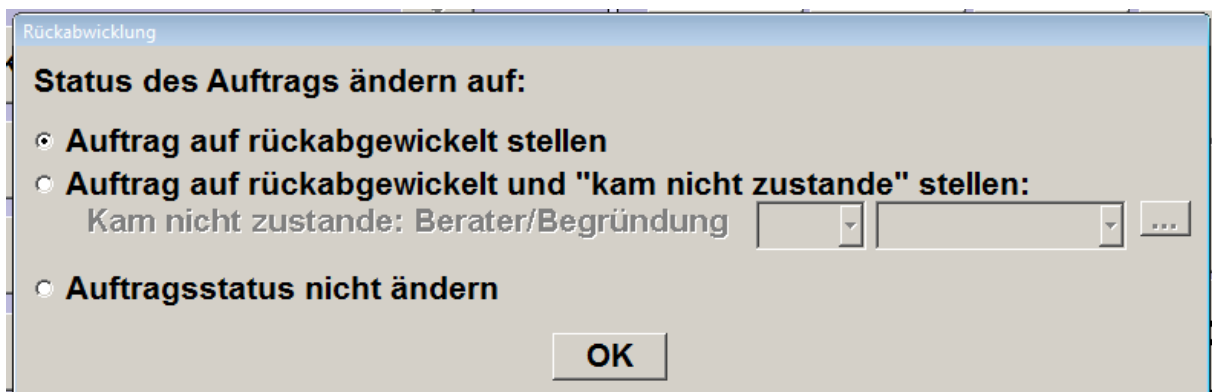 Rückabwicklung
Status des Auftrags ändern auf:
Auftrag auf rückabgewickelt stellen
Auftrag auf rückabgewickelt und "kam nicht zustande" stellen:
Kam nicht zustande: Berater/Begründung
...
Auftragsstatus nicht ändern
OK